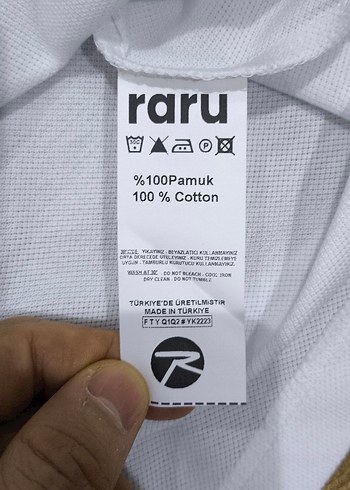 raru
30C
P
%100Pamuk
100 % Cotton
30°C'DE YIKAYINIZ - BEYAZLATICI KULLANMAYINIZ
ORTA DERECEDE ÜTÜLEYİNİZ - KURU TEMİZLEMEYE
UYGUN - TAMBURLU KURUTUCU KULLANMAYINIZ.
WASH AT 30° - DO NOT BLEACH - COOL IRON
DRY CLEAN - DO NOT TUMBLE
TÜRKİYE'DE ÜRETİLMİSTİR
MADE IN TÜRKİYE
FTY Q1Q2#YK2223
R